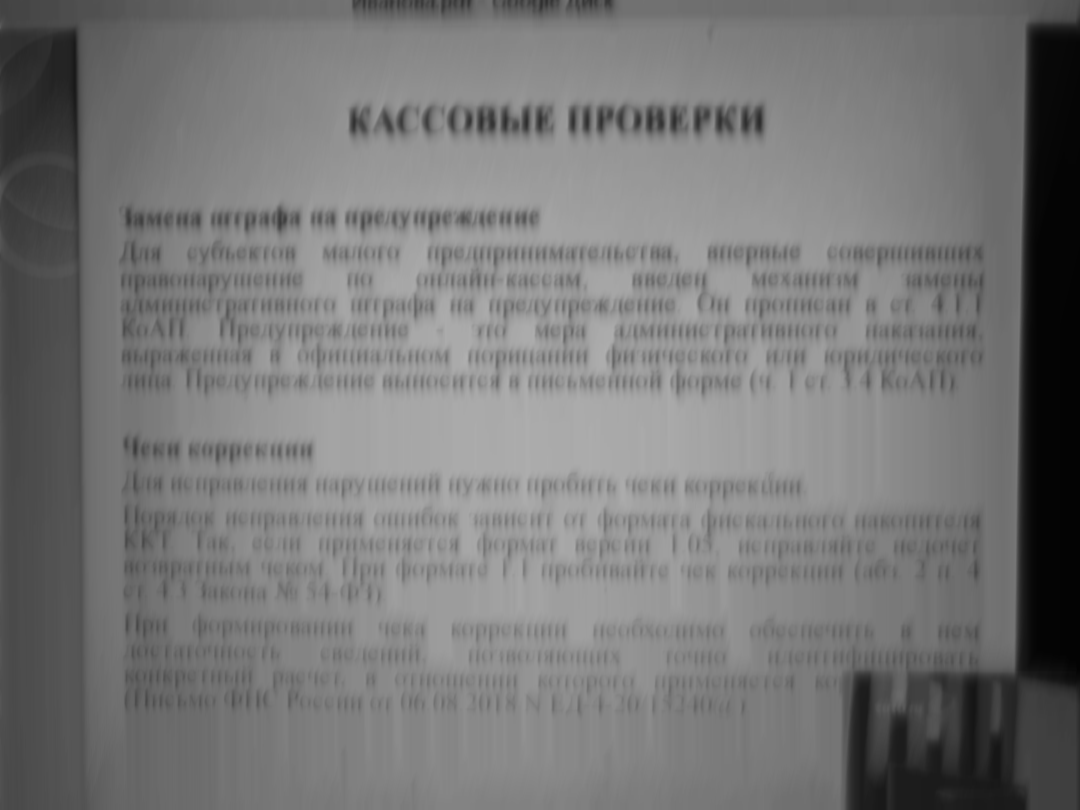 КАССОВЫЕ ПРОВЕРКИ
Замена штрафа на предупреждение
Для субъектов малого предпринимательства, впервые совершивших
правонарушение по онлайн-кассам, введен механизм замены
административного штрафа на предупреждение. Он прописан в ст. 4.1.1
КоАП. Предупреждение - это мера административного наказания,
выраженная в официальном порицании физического или юридического
лица. Предупреждение выносится в письменной форме (ч. 1 ст. 3.4 КоАП).
Чеки коррекции
Для исправления нарушений нужно пробить чеки коррекции.
Порядок исправления ошибок зависит от формата фискального накопителя
ККТ. Так, если применяется формат версии 1.05, исправляйте недочет
возвратным чеком. При формате 1.1 пробивайте чек коррекции (абз. 2 п. 4
ст. 4.3 Закона № 54-ФЗ).
При формировании чека коррекции необходимо обеспечить в нем
достаточность сведений, позволяющих точно идентифицировать
конкретный расчет, в отношении которого применяется
(Письмо ФНС России от 06.08.2018 N ЕД-4-20/15240@)